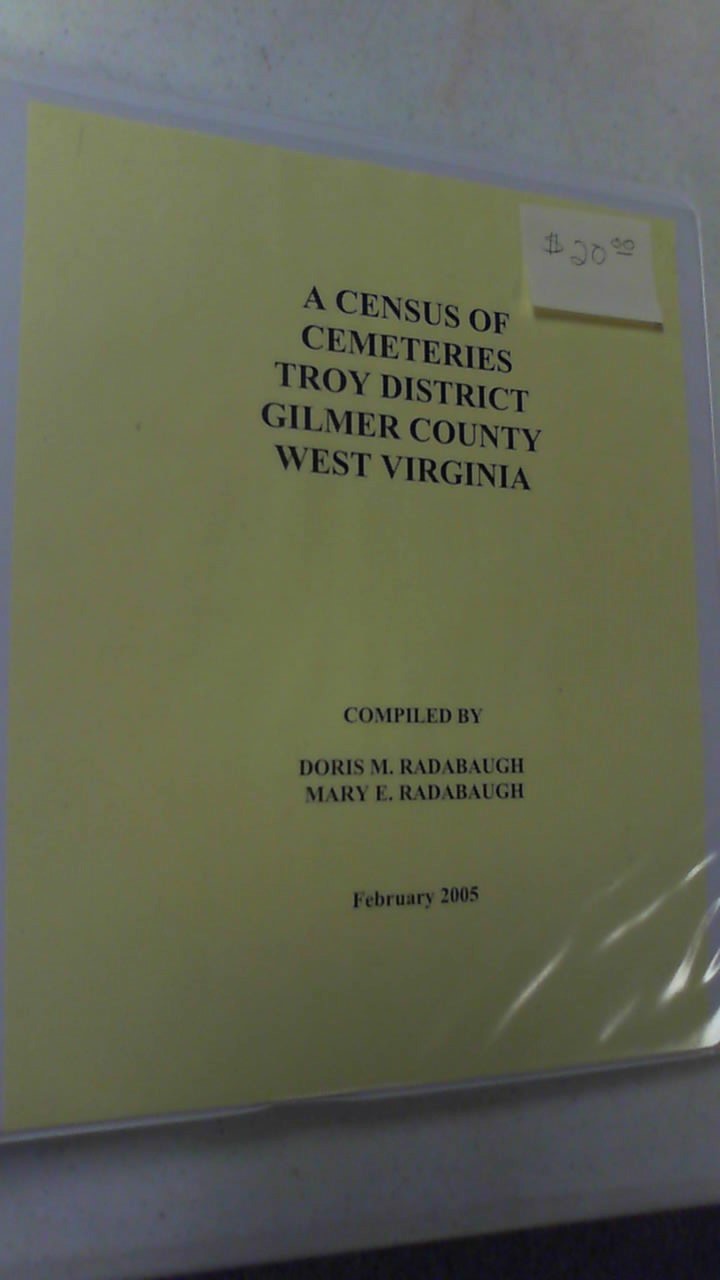 $ 20 00
A CENSUS OF
CEMETERIES
TROY DISTRICT
GILMER COUNTY
WEST VIRGINIA
COMPILED BY
DORIS M. RADABAUGH
MARY E. RADABAUGH
February 2005